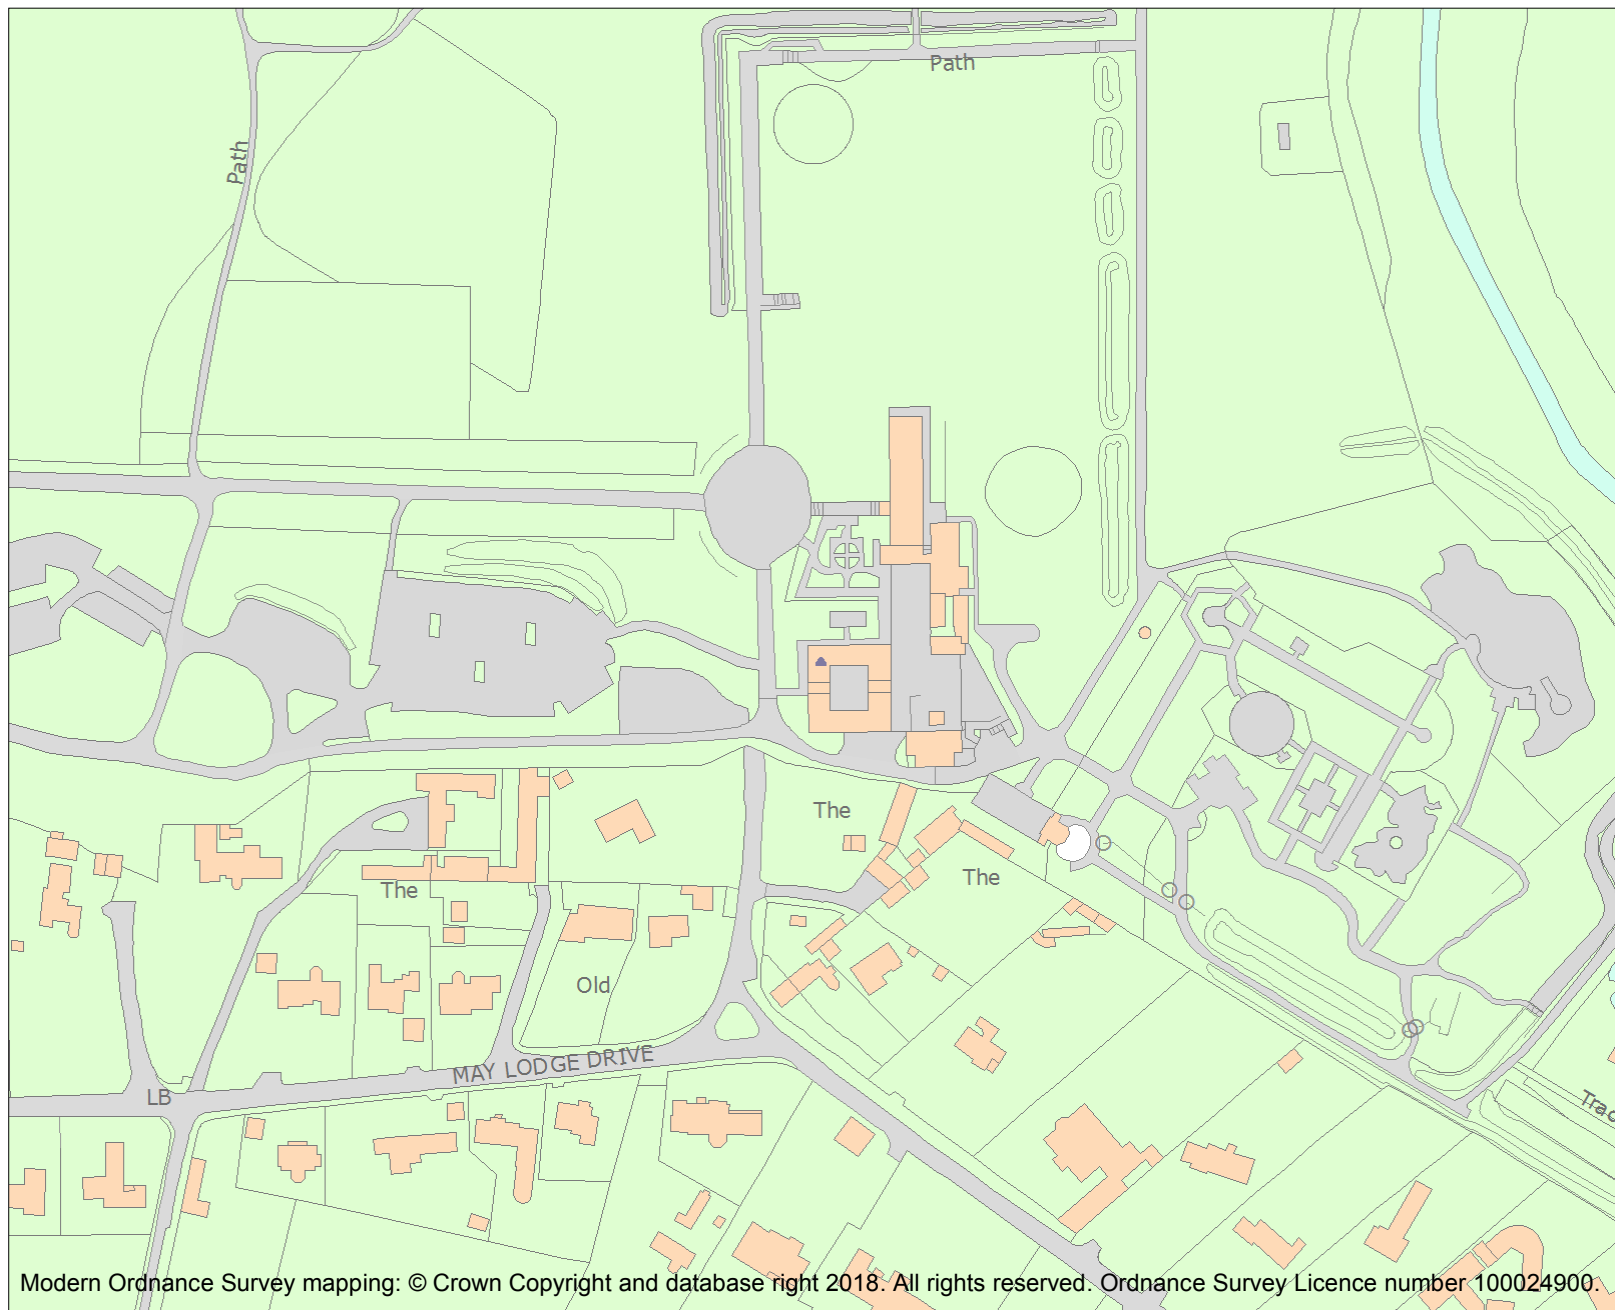 Path
Path
The
The
The
Old
MAY LODGE DRIVE
LB
Trac
Modern Ordnance Survey mapping: © Crown Copyright and database right 2018. All rights reserved. Ordnance Survey Licence number 100024900.